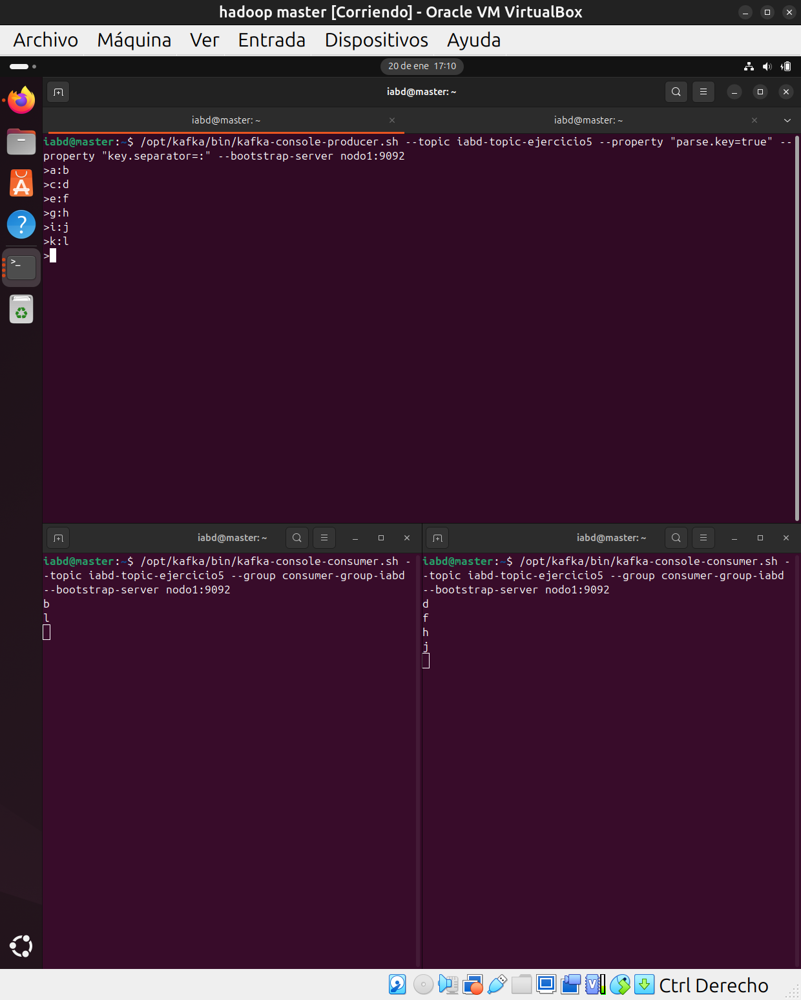 hadoop master [Corriendo] - Oracle VM VirtualBox
Archivo Máquina Ver Entrada Dispositivos Ayuda
20 de ene 17:10
iabd@master: ~
iabd@master: ~
iabd@master: ~
iabd@master:~$ /opt/kafka/bin/kafka-console-producer.sh --topic iabd-topic-ejercicio5 --property "parse.key=true" --
property "key.separator=:" --bootstrap-server nodo1:9092
>a:b
>c:d
>e:f
>g:h
>i:j
>k:l
>
iabd@master: ~
iabd@master:~$ /opt/kafka/bin/kafka-console-consumer.sh -
-topic iabd-topic-ejercicio5 --group consumer-group-iabd
--bootstrap-server nodo1:9092
b
l
iabd@master: ~
iabd@master:~$ /opt/kafka/bin/kafka-console-consumer.sh -
-topic iabd-topic-ejercicio5 --group consumer-group-iabd
--bootstrap-server nodo1:9092
d
f
h
j
Ctrl Derecho